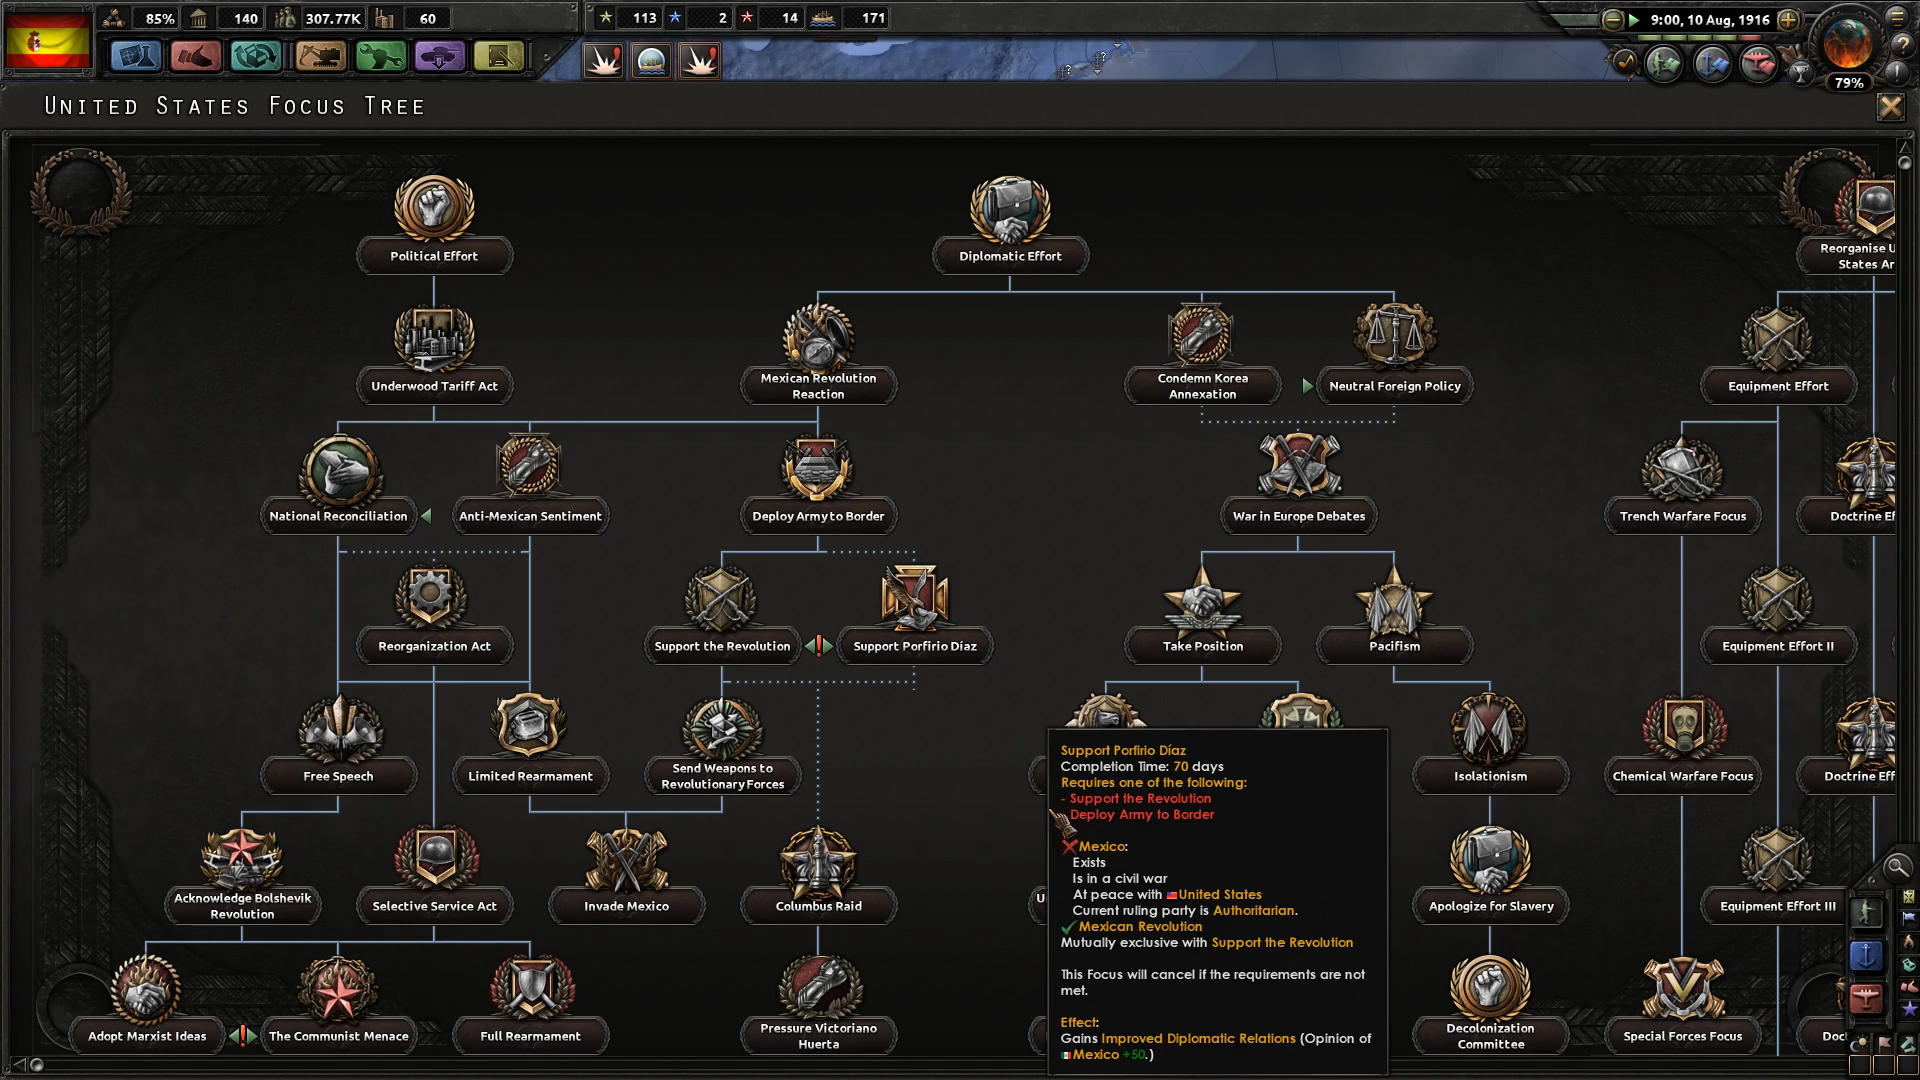 85%
140
307.77K
60
113
2
14
171
9:00, 10 Aug, 1916
79%
UNITED STATES FOCUS TREE
Political Effort
Diplomatic Effort
Reorganise U
States Ar
Underwood Tariff Act
Mexican Revolution
Reaction
Condemn Korea
Annexation
Neutral Foreign Policy
Equipment Effort
National Reconciliation
Anti-Mexican Sentiment
Deploy Army to Border
War in Europe Debates
Trench Warfare Focus
Doctrine Ef
Reorganization Act
Support the Revolution
Support Porfirio Díaz
Take Position
Pacifism
Equipment Effort II
Free Speech
Limited Rearmament
Send Weapons to
Revolutionary Forces
Isolationism
Chemical Warfare Focus
Doctrine Eff
Acknowledge Bolshevik
Revolution
Selective Service Act
Invade Mexico
Columbus Raid
Apologize for Slavery
Equipment Effort III
Adopt Marxist Ideas
The Communist Menace
Full Rearmament
Pressure Victoriano
Huerta
Decolonization
Committee
Special Forces Focus
Doc
Support Porfirio Díaz
Completion Time: 70 days
Requires one of the following:
- Support the Revolution
Deploy Army to Border
Mexico:
Exists
Is in a civil war
At peace with United States
Current ruling party is Authoritarian.
Mexican Revolution
Mutually exclusive with Support the Revolution
This Focus will cancel if the requirements are not
met.
Effect:
Gains Improved Diplomatic Relations (Opinion of
Mexico +50.)